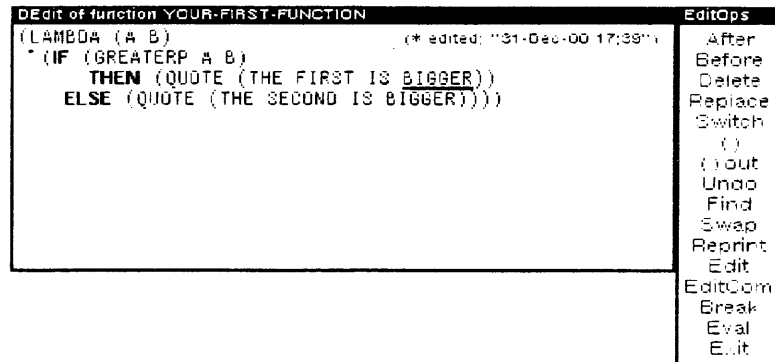 DEdit of function YOUR-FIRST-FUNCTION
(LAMBDA (A B) (* edited: "31-Dec-00 17:39")
(IF (GREATERP A B)
THEN (QUOTE (THE FIRST IS BIGGER))
ELSE (QUOTE (THE SECOND IS BIGGER))))
EditOps
After
Before
Delete
Replace
Switch
( )
( ) out
Undo
Find
Swap
Reprint
Edit
EditCom
Break
Eval
Exit